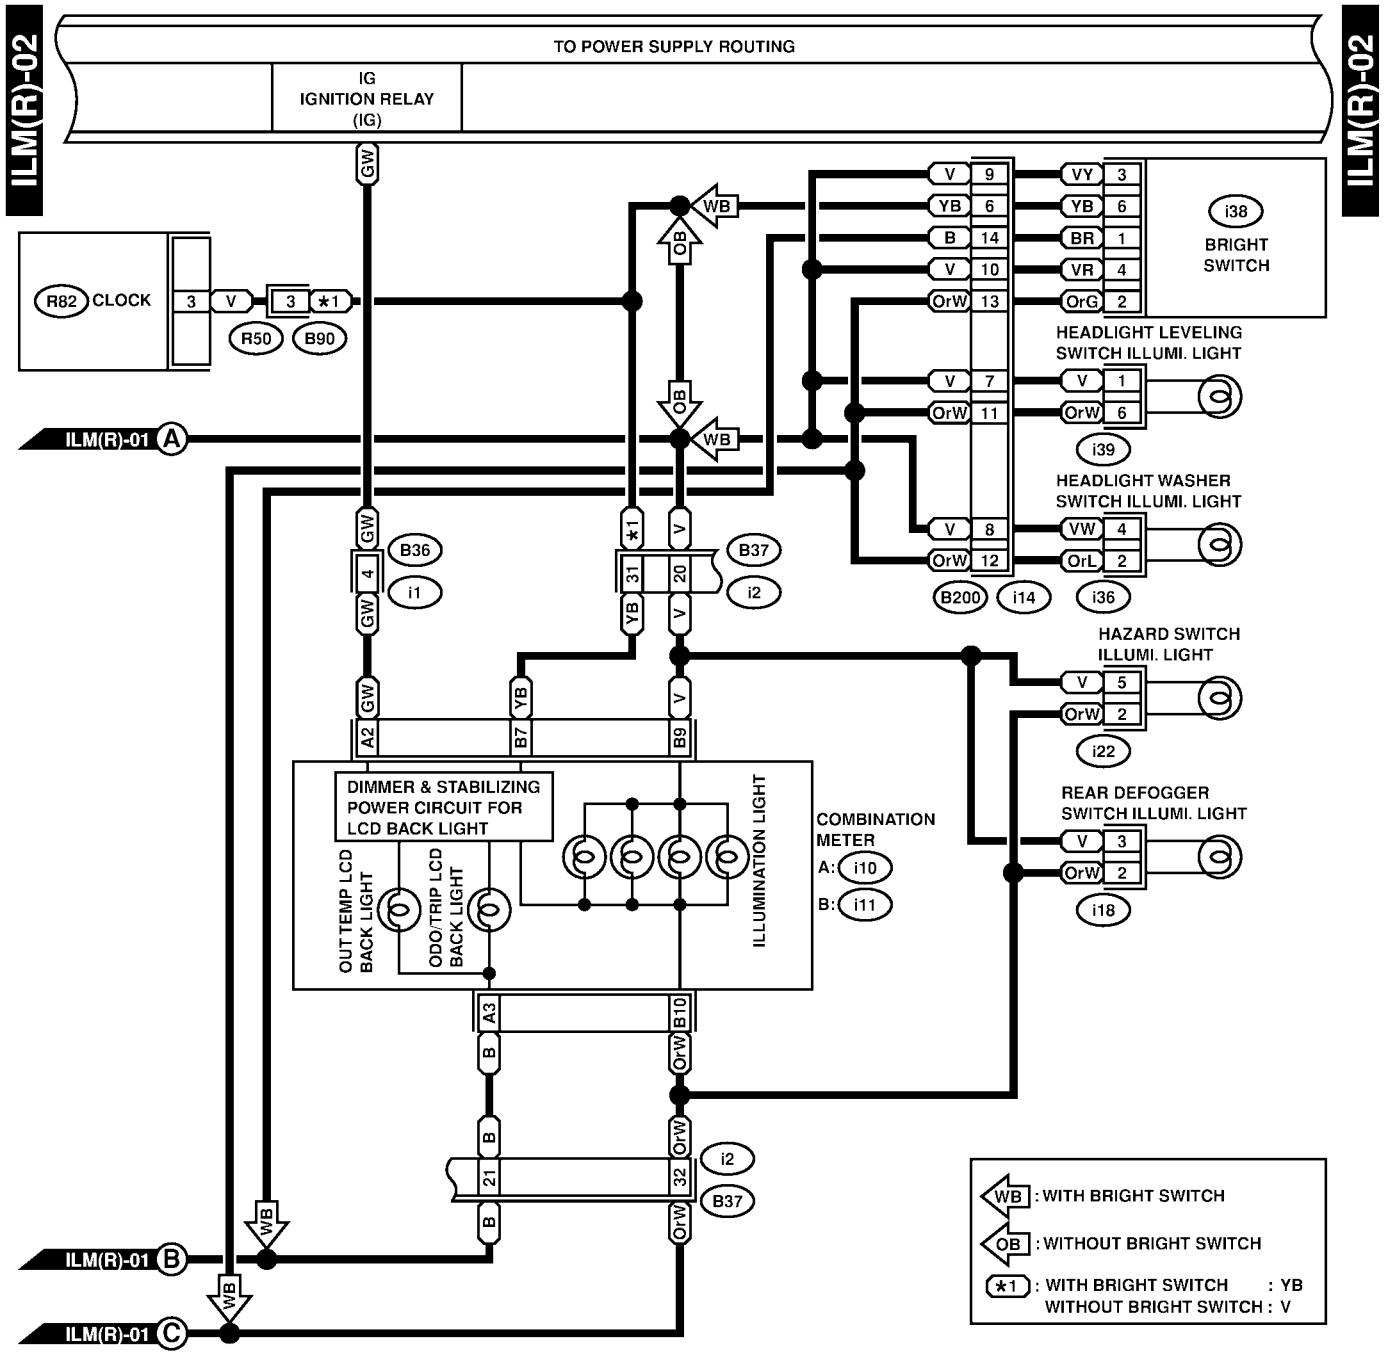 ILM(R)-02
ILM(R)-02
TO POWER SUPPLY ROUTING
IG
IGNITION RELAY
(IG)
GW
V 9 VY 3
WB YB 6 YB 6
i38
B 14 BR 1
BRIGHT
SWITCH
OB
V 10 VR 4
R82 CLOCK 3 V 3 *1
OrW 13 OrG 2
R50 B90
HEADLIGHT LEVELING
SWITCH ILLUMI. LIGHT
V 7 V 1
OB
OrW 11 OrW 6
ILM(R)-01 A
WB
i39
HEADLIGHT WASHER
SWITCH ILLUMI. LIGHT
GW *1 V
V 8 VW 4
B36 B37
OrW 12 OrL 2
4 31 20
i1 i2
B200 i14 i36
GW YB V
HAZARD SWITCH
ILLUMI. LIGHT
V 5
GW YB V
OrW 2
A2 B7 B9
i22
DIMMER & STABILIZING
POWER CIRCUIT FOR
LCD BACK LIGHT
REAR DEFOGGER
SWITCH ILLUMI. LIGHT
COMBINATION
METER
V 3
A: i10
OrW 2
B: i11
i18
OUT TEMP LCD
BACK LIGHT
ODO/TRIP LCD
BACK LIGHT
ILLUMINATION LIGHT
A3 B10
B OrW
B OrW
i2
21 32
B37
B OrW
WB
ILM(R)-01 B
WB
ILM(R)-01 C
WB : WITH BRIGHT SWITCH
OB : WITHOUT BRIGHT SWITCH
*1 : WITH BRIGHT SWITCH : YB
WITHOUT BRIGHT SWITCH : V